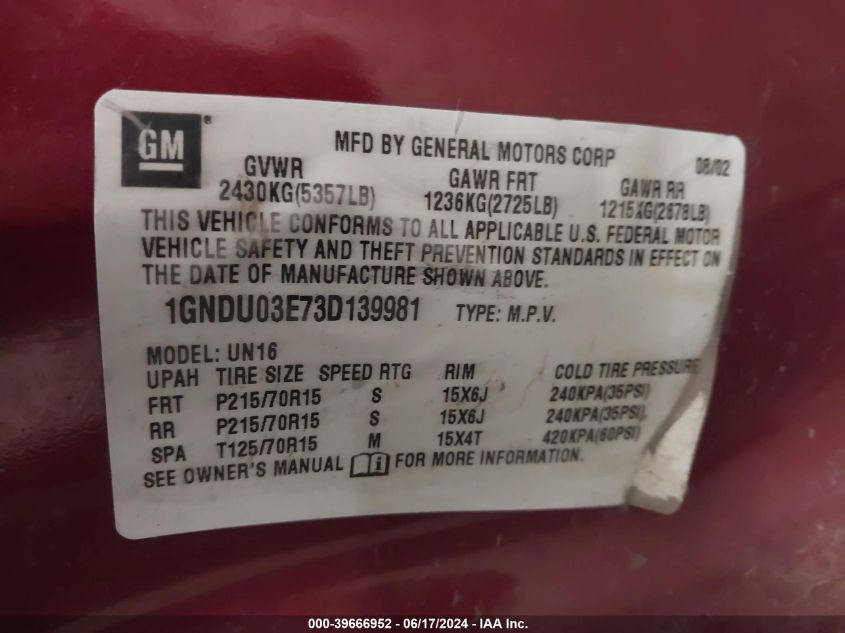 GM ®
MFD BY GENERAL MOTORS CORP 08/02
GVWR GAWR FRT GAWR RR
2430KG(5357LB) 1236KG(2725LB) 1215KG(2678LB)
THIS VEHICLE CONFORMS TO ALL APPLICABLE U.S. FEDERAL MOTOR
VEHICLE SAFETY AND THEFT PREVENTION STANDARDS IN EFFECT ON
THE DATE OF MANUFACTURE SHOWN ABOVE.
1GNDU03E73D139981 TYPE: M.P.V.
MODEL: UN16
UPAH TIRE SIZE SPEED RTG RIM COLD TIRE PRESSURE
FRT P215/70R15 S 15X6J 240KPA(35PSI)
RR P215/70R15 S 15X6J 240KPA(35PSI)
SPA T125/70R15 M 15X4T 420KPA(60PSI)
SEE OWNER'S MANUAL FOR MORE INFORMATION.
000-39666952 - 06/17/2024 - IAA Inc.